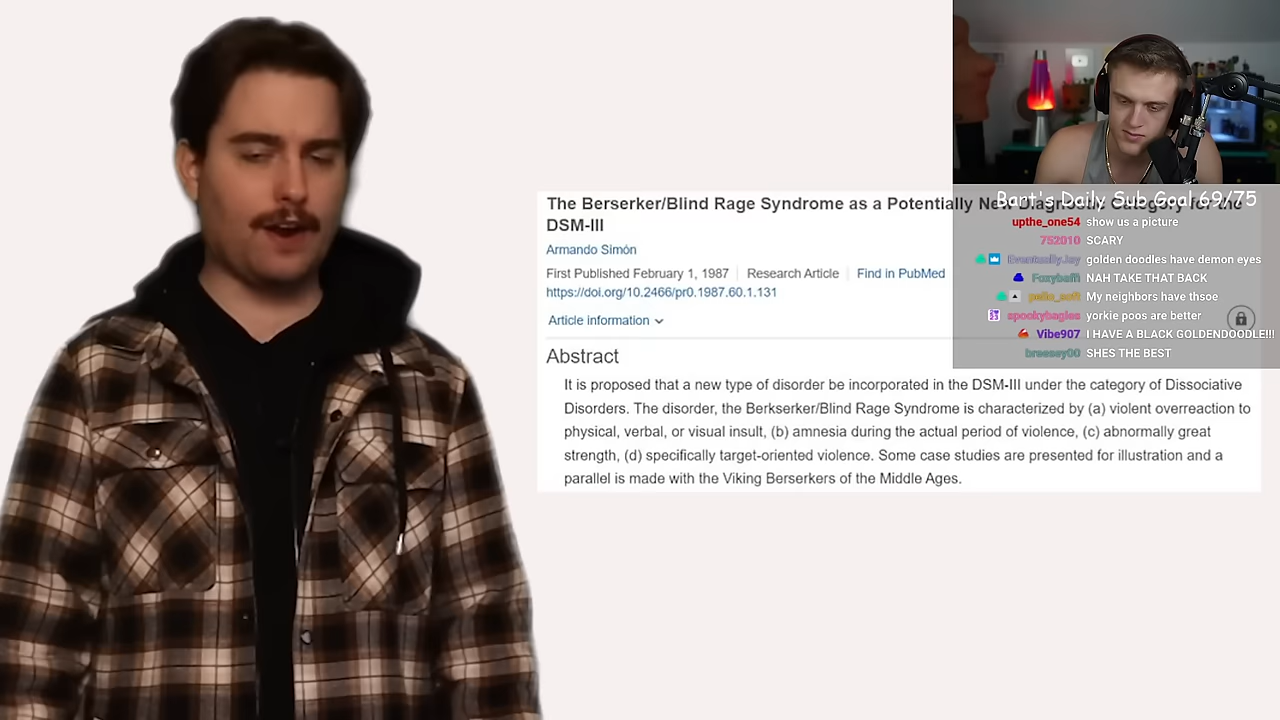 The Berserker/Blind Rage Syndrome as a Potentially New Diagnostic Category for the
DSM-III
Armando Simón
First Published February 1, 1987 Research Article Find in PubMed
https://doi.org/10.2466/pr0.1987.60.1.131
Article information
Abstract
It is proposed that a new type of disorder be incorporated in the DSM-III under the category of Dissociative
Disorders. The disorder, the Berkserker/Blind Rage Syndrome is characterized by (a) violent overreaction to
physical, verbal, or visual insult, (b) amnesia during the actual period of violence, (c) abnormally great
strength, (d) specifically target-oriented violence. Some case studies are presented for illustration and a
parallel is made with the Viking Berserkers of the Middle Ages.
Bart's Daily Sub Goal 69/75
upthe_one54 show us a picture
752010 SCARY
EventuallyJay golden doodles have demon eyes
NAH TAKE THAT BACK
My neighbors have thsoe
spookybagles yorkie poos are better
Vibe907 I HAVE A BLACK GOLDENDOODLE!!!
breesey00 SHES THE BEST